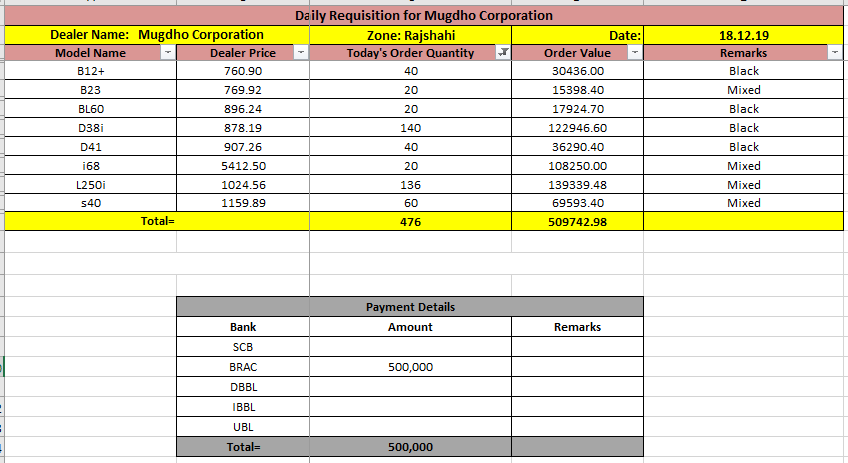 Daily Requisition for Mugdho Corporation
Dealer Name: Mugdho Corporation Zone: Rajshahi Date: 18.12.19
Model Name Dealer Price Today's Order Quantity Order Value Remarks
B12+ 760.90 40 30436.00 Black
B23 769.92 20 15398.40 Mixed
BL60 896.24 20 17924.70 Black
D38i 878.19 140 122946.60 Black
D41 907.26 40 36290.40 Black
i68 5412.50 20 108250.00 Mixed
L250i 1024.56 136 139339.48 Mixed
s40 1159.89 60 69593.40 Mixed
Total= 476 509742.98
Payment Details
Bank Amount Remarks
SCB
BRAC 500,000
DBBL
IBBL
UBL
Total= 500,000